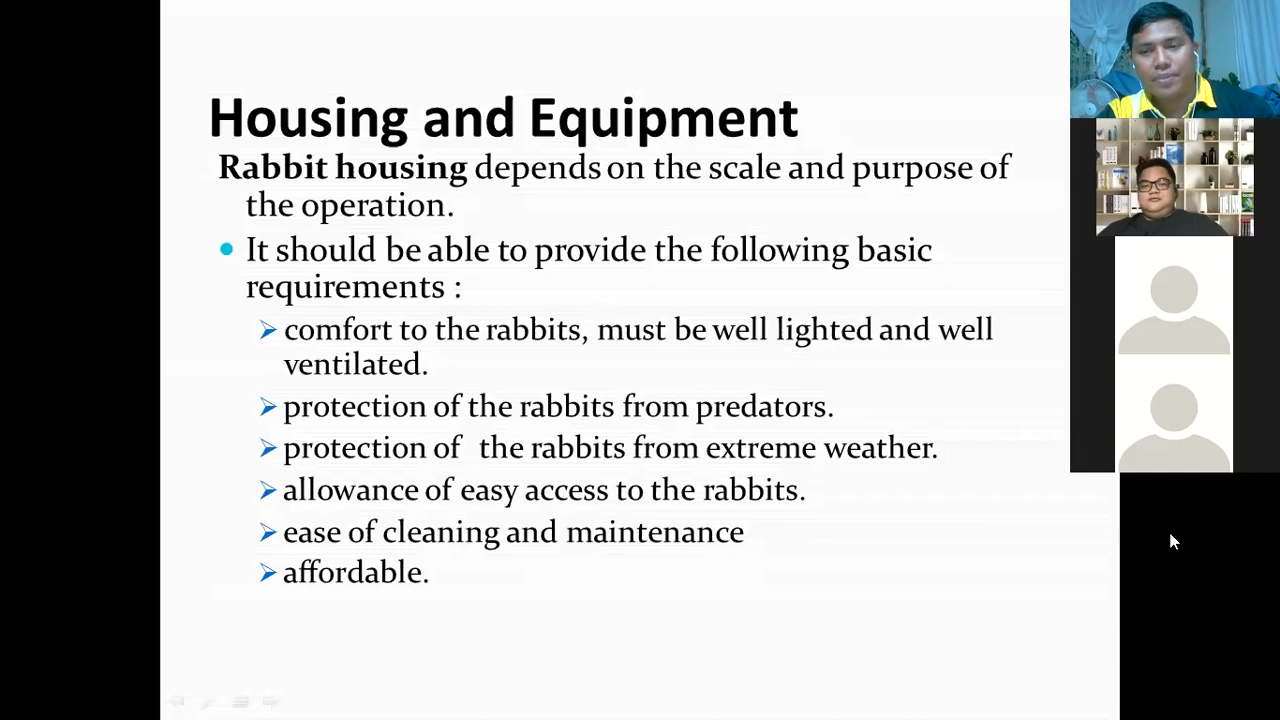 Housing and Equipment
Rabbit housing depends on the scale and purpose of
the operation.
It should be able to provide the following basic
requirements :
comfort to the rabbits, must be well lighted and well
ventilated.
protection of the rabbits from predators.
protection of the rabbits from extreme weather.
allowance of easy access to the rabbits.
ease of cleaning and maintenance
affordable.